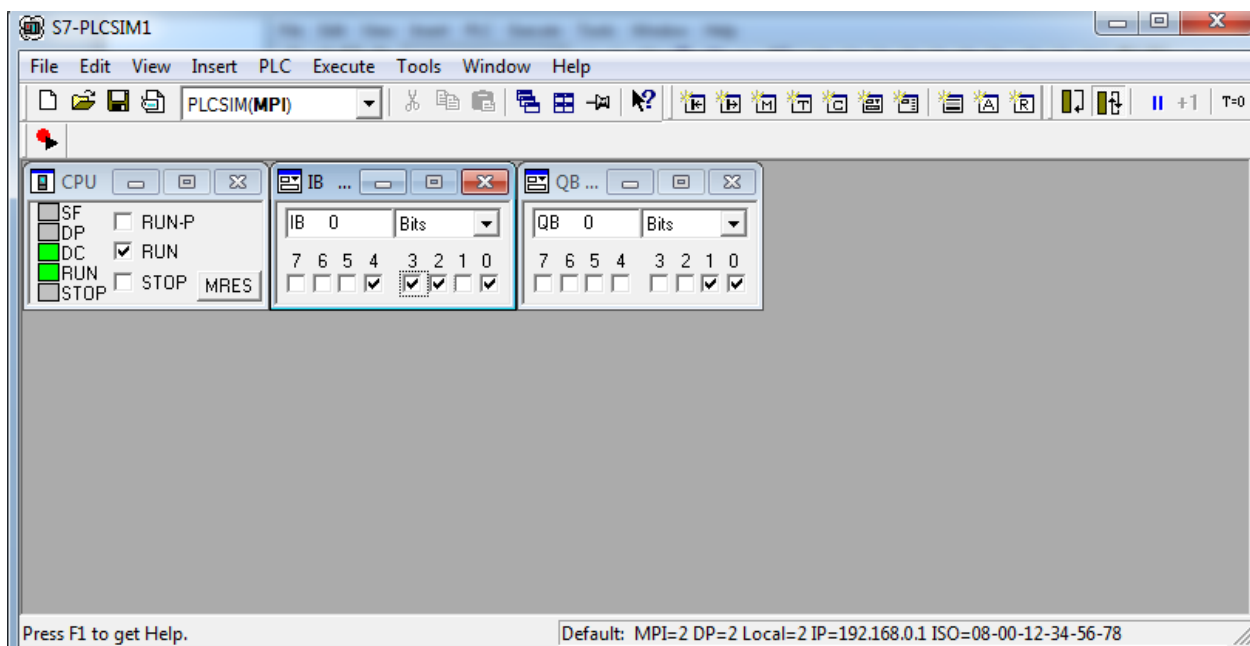 S7-PLCSIM1
File Edit View Insert PLC Execute Tools Window Help
PLCSIM(MPI) +1 T=0
CPU
SF
DP
DC
RUN
STOP
RUN-P
RUN
STOP MRES
IB ...
IB 0 Bits
7 6 5 4 3 2 1 0
QB ...
QB 0 Bits
7 6 5 4 3 2 1 0
Press F1 to get Help.
Default: MPI=2 DP=2 Local=2 IP=192.168.0.1 ISO=08-00-12-34-56-78